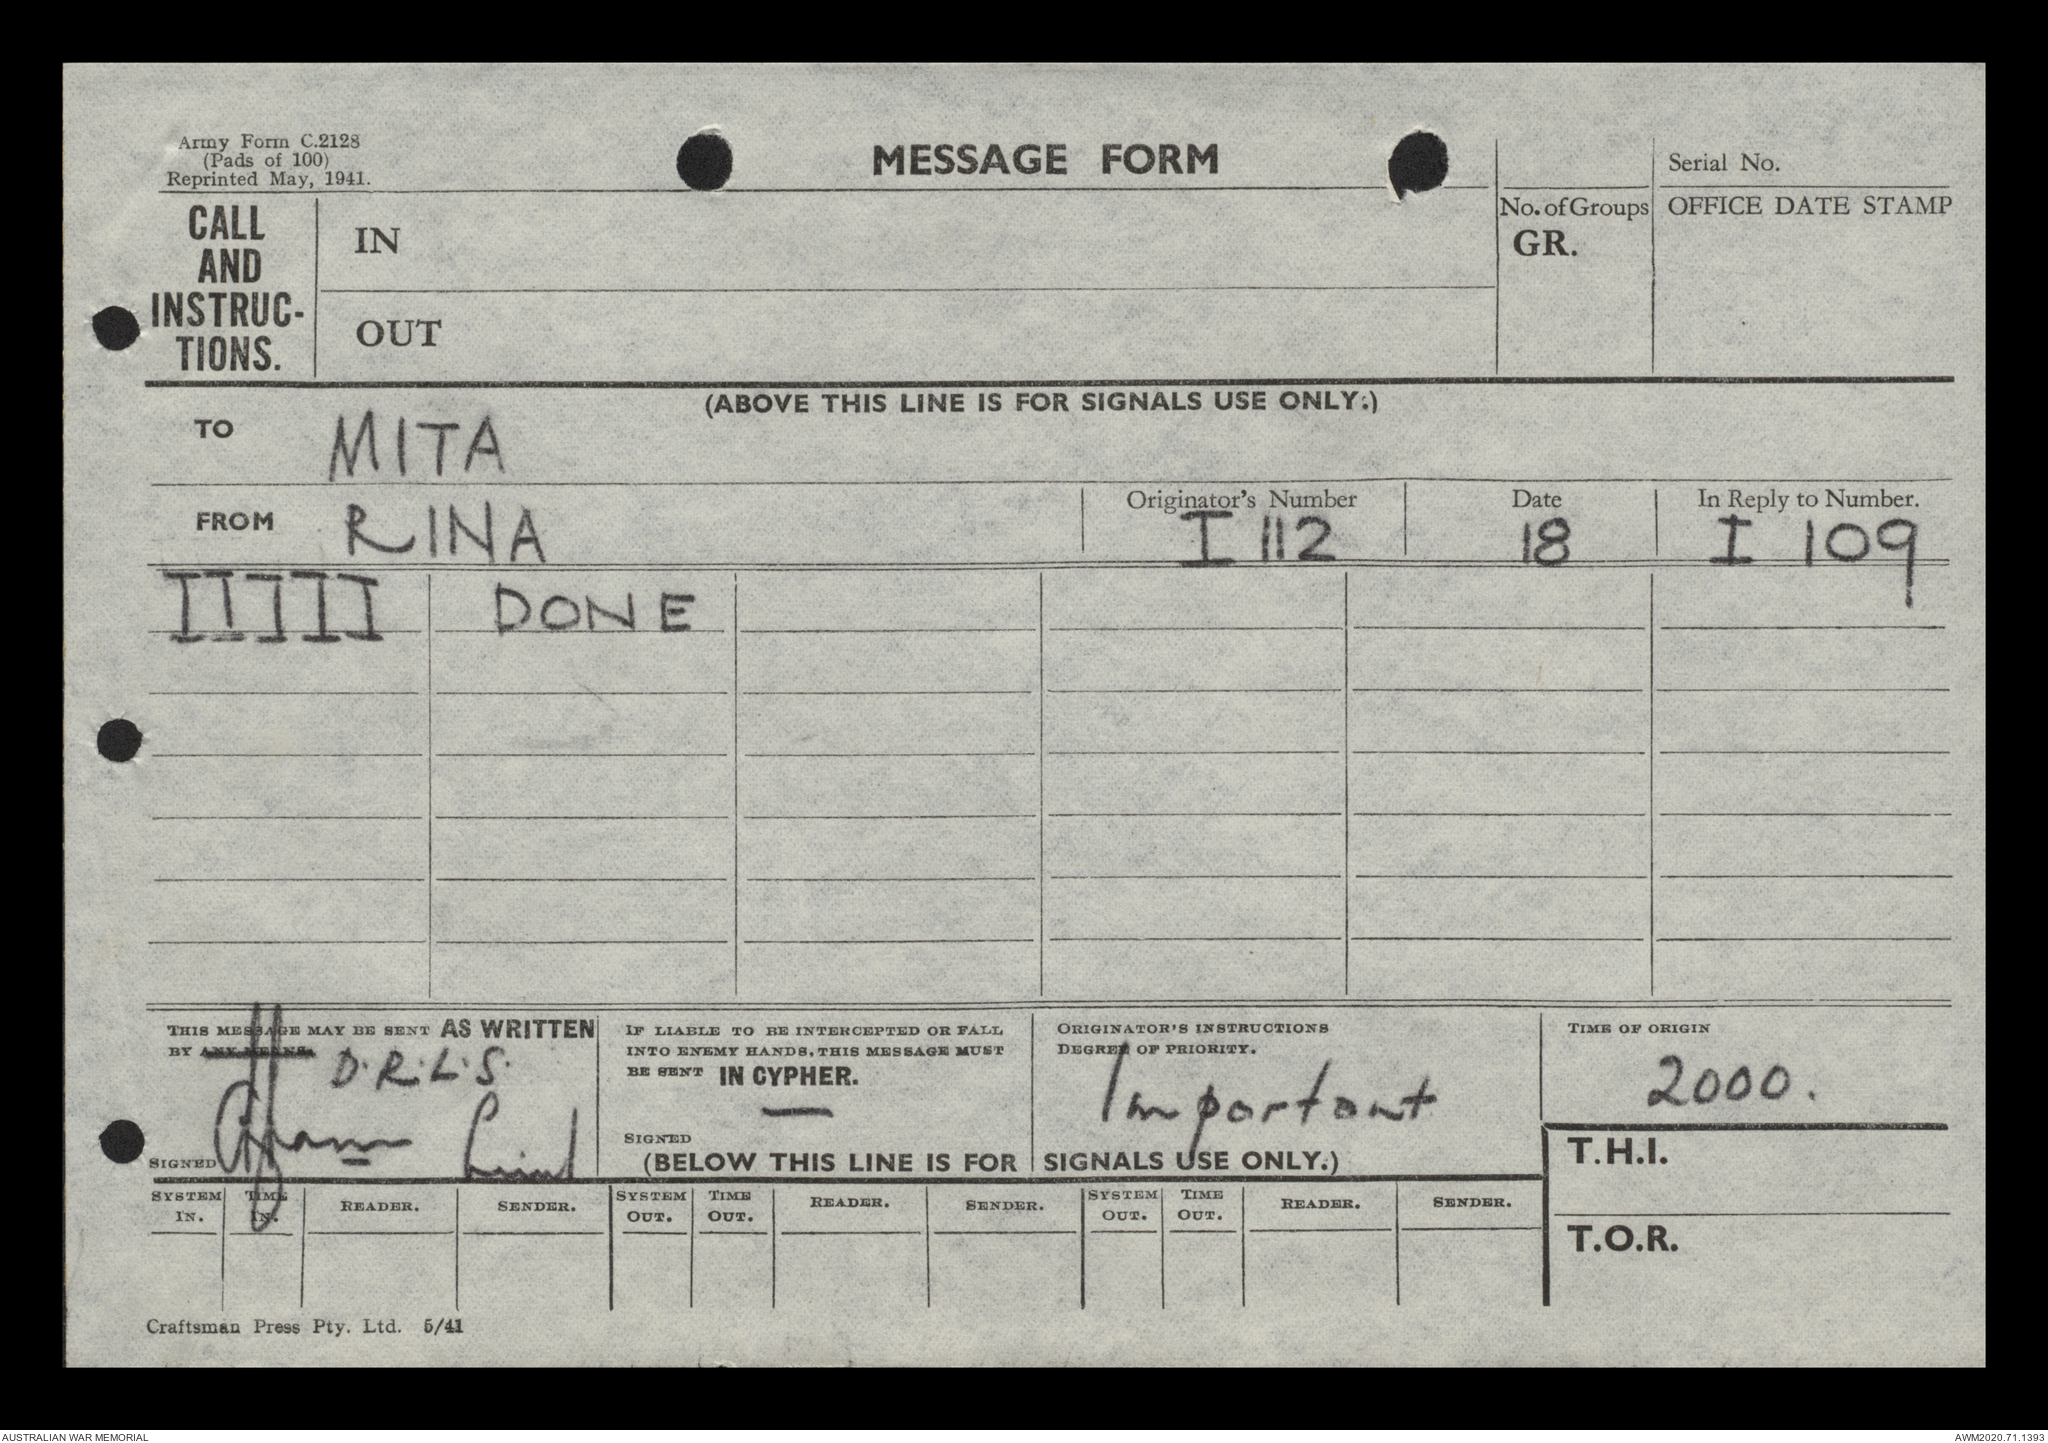 Army Form C.2128
(Pads of 100)
Reprinted May, 1941.
MESSAGE FORM
Serial No.
CALL AND INSTRUC-TIONS.
IN
OUT
No. of Groups
GR.
OFFICE DATE STAMP
(ABOVE THIS LINE IS FOR SIGNALS USE ONLY.)
TO MITA
FROM RINA
Originator's Number I 112
Date 18
In Reply to Number. I 109
IIIII DONE
THIS MESSAGE MAY BE SENT AS WRITTEN
BY ANY MEANS. D.R.L.S.
SIGNED
IF LIABLE TO BE INTERCEPTED OR FALL
INTO ENEMY HANDS, THIS MESSAGE MUST
BE SENT IN CYPHER.
—
SIGNED
ORIGINATOR'S INSTRUCTIONS
DEGREE OF PRIORITY.
Important
TIME OF ORIGIN
2000.
(BELOW THIS LINE IS FOR SIGNALS USE ONLY.)
T.H.I.
T.O.R.
SYSTEM IN. TIME IN. READER. SENDER. SYSTEM OUT. TIME OUT. READER. SENDER. SYSTEM OUT. TIME OUT. READER. SENDER.
Craftsman Press Pty. Ltd. 5/41
AUSTRALIAN WAR MEMORIAL
AWM2020.71.1393